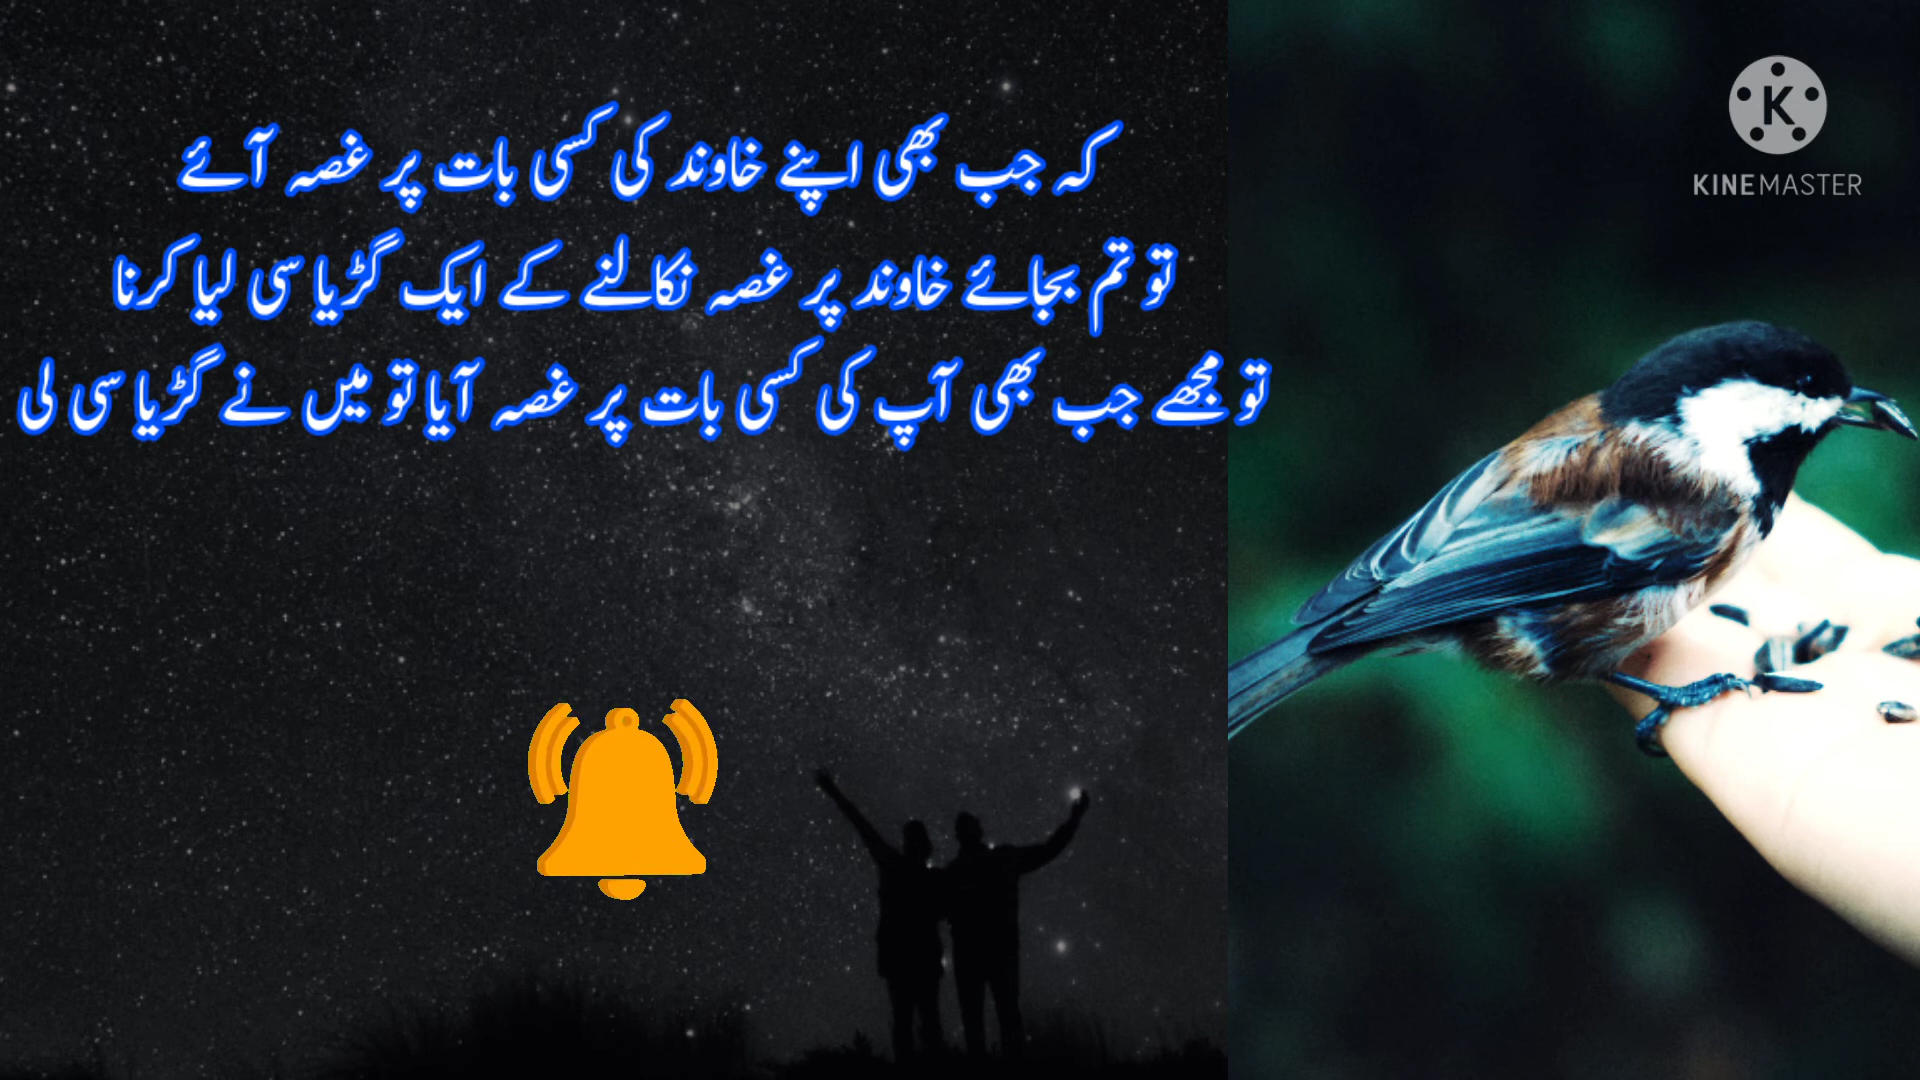 کہ جب بھی اپنے خاوند کی کسی بات پر غصہ آئے
تو تم بجائے خاوند پر غصہ نکالنے کے ایک گڑیا سی لیا کرنا
تو مجھے جب بھی آپ کی کسی بات پر غصہ آیا تو میں نے گڑیا سی لی
K
KINEMASTER